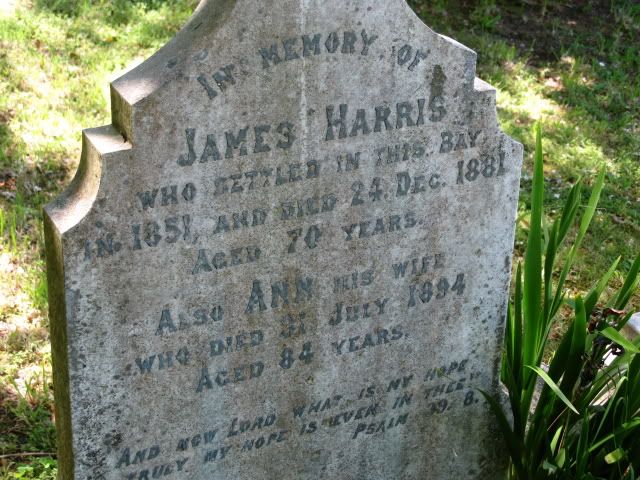 In Memory of
James Harris
who settled in this Bay
in 1851, and died 24 Dec. 1881
Aged 70 years.
Also Ann his wife
who died 31 July 1894
Aged 84 years.
And now Lord what is my hope,
truly my hope is even in thee.
Psalm 39. 8.